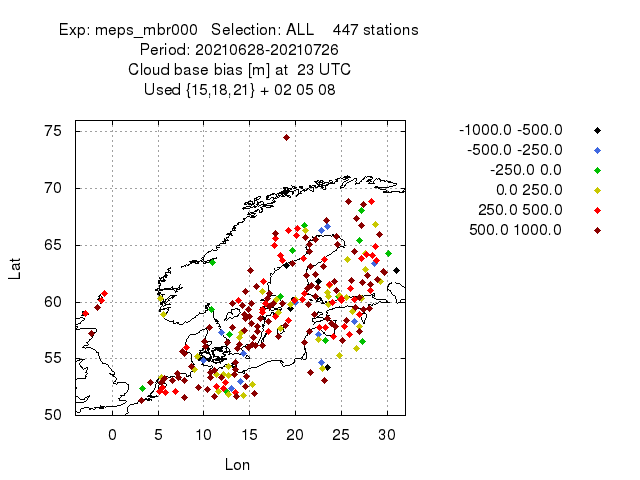 Exp: meps_mbr000 Selection: ALL 447 stations
Period: 20210628-20210726
Cloud base bias [m] at 23 UTC
Used {15,18,21} + 02 05 08
-1000.0 -500.0
-500.0 -250.0
-250.0 0.0
0.0 250.0
250.0 500.0
500.0 1000.0
Lat
75
70
65
60
55
50
0 5 10 15 20 25 30
Lon